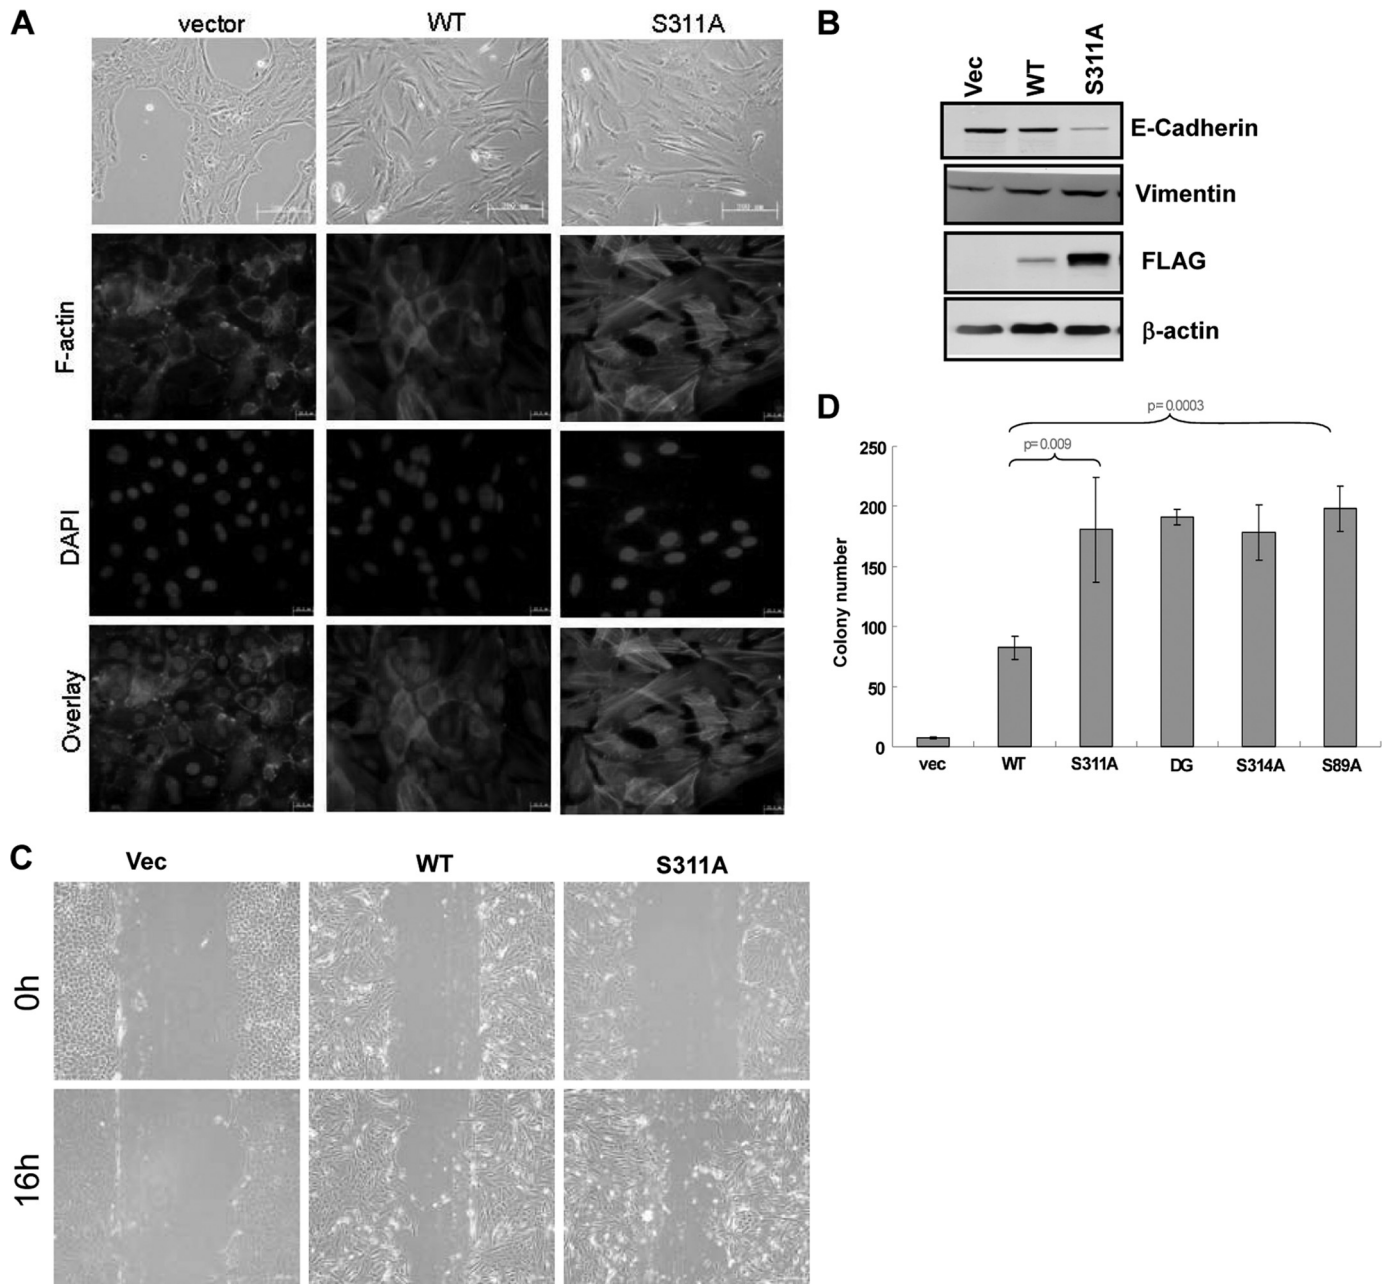 A
vector
WT
S311A
F-actin
DAPI
Overlay
B
Vec
WT
S311A
E-Cadherin
Vimentin
FLAG
β-actin
C
Vec
WT
S311A
0h
16h
D
p=0.0003
p=0.009
Colony number
250
200
150
100
50
0
vec
WT
S311A
DG
S314A
S89A